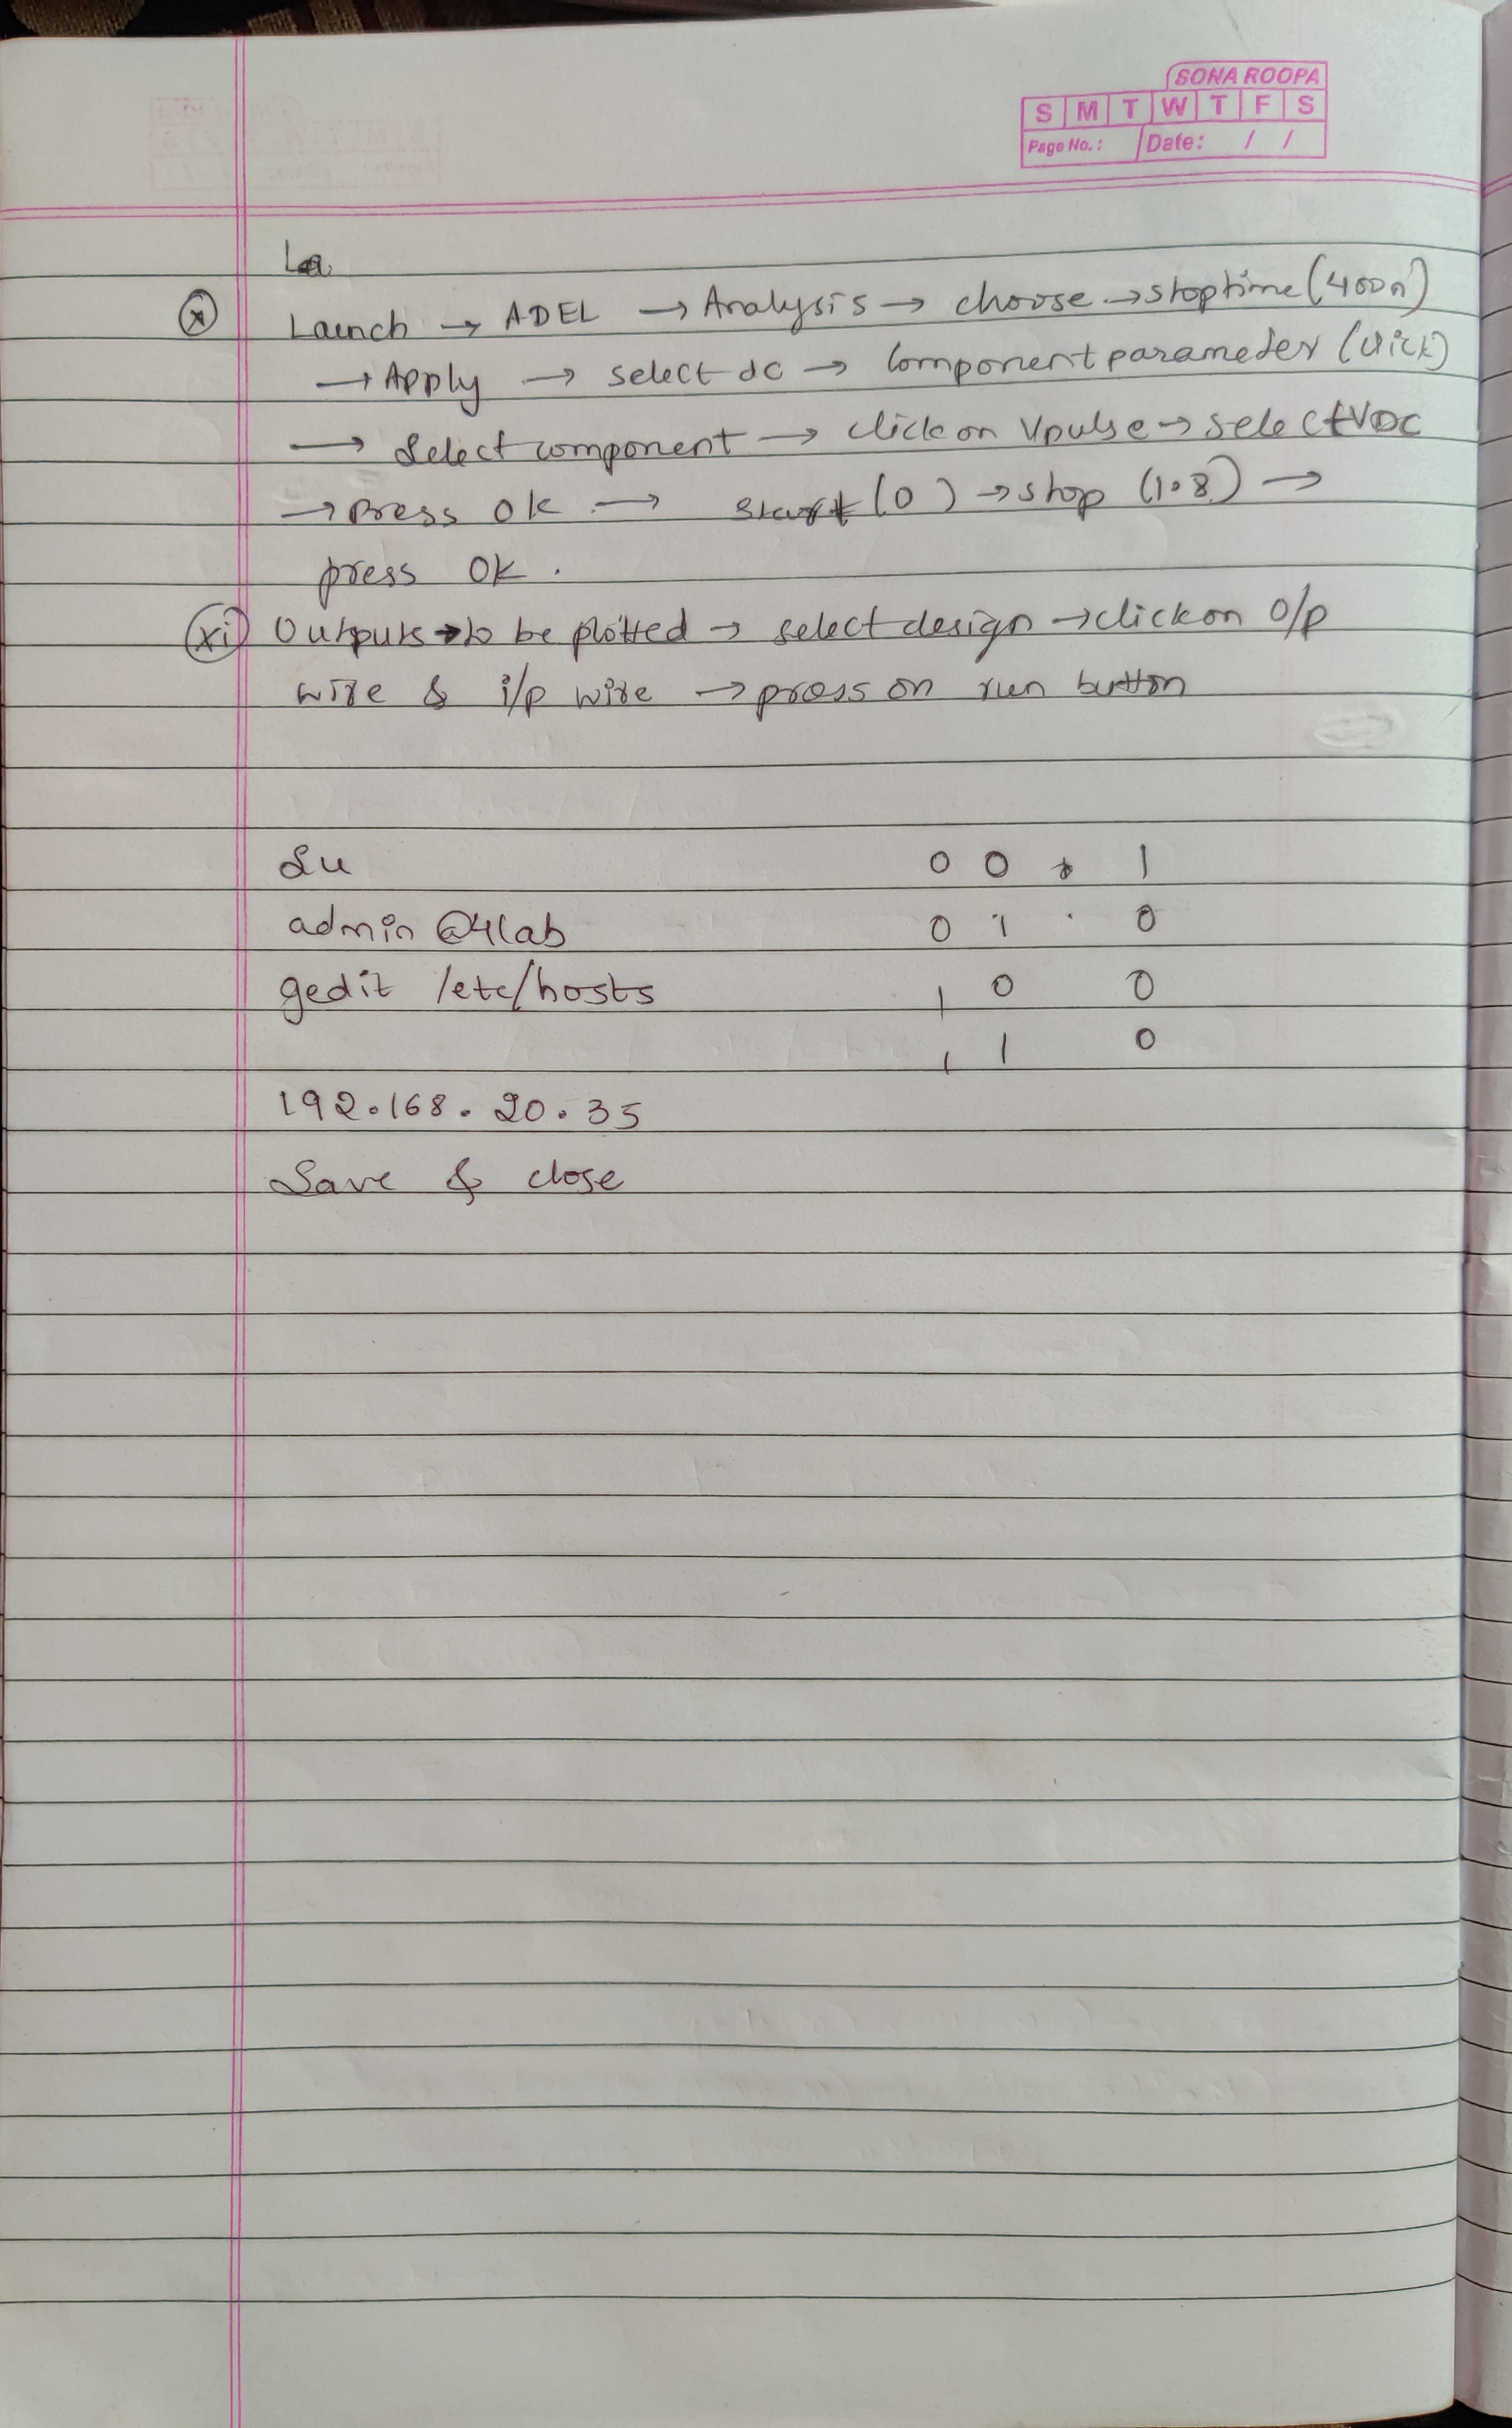 SONA ROOPA
S M T W T F S
Page No.: Date: / /
La
(x) Launch → ADEL → Analysis → choose → stoptime (400n)
→ Apply → select dc → component parameter (click)
→ Select component → click on Vpulse → select VDC
→ press ok → start (0) → stop (1.8) →
press OK.
(xi) Outputs → to be plotted → select design → click on o/p
wire & i/p wire → press on run button
Su 0 0 1
admin @4lab 0 1 0
gedit /etc/hosts 1 0 0
1 1 0
192.168.20.35
Save & close